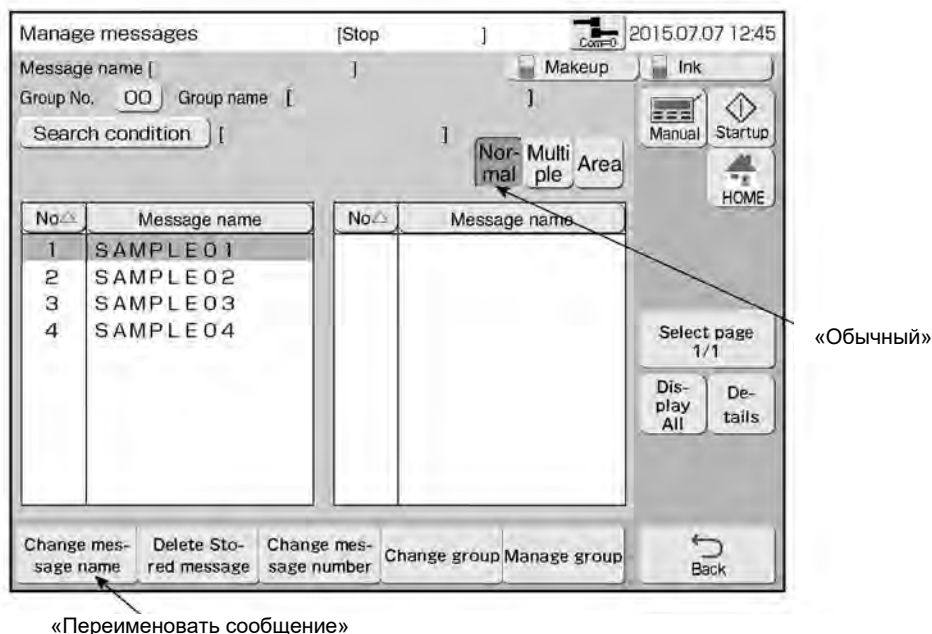 Manage messages [Stop ] Com=0 2015.07.07 12:45
Message name [ ] Makeup Ink
Group No. 00 Group name [ ]
Manual Startup
Search condition [ ]
Nor-
mal
Multi
ple
Area
HOME
No△ Message name No△ Message name
1 SAMPLE01
2 SAMPLE02
3 SAMPLE03
4 SAMPLE04
Select page
1/1
«Обычный»
Dis-
play
All
De-
tails
Change mes-
sage name
Delete Sto-
red message
Change mes-
sage number
Change group
Manage group
Back
«Переименовать сообщение»